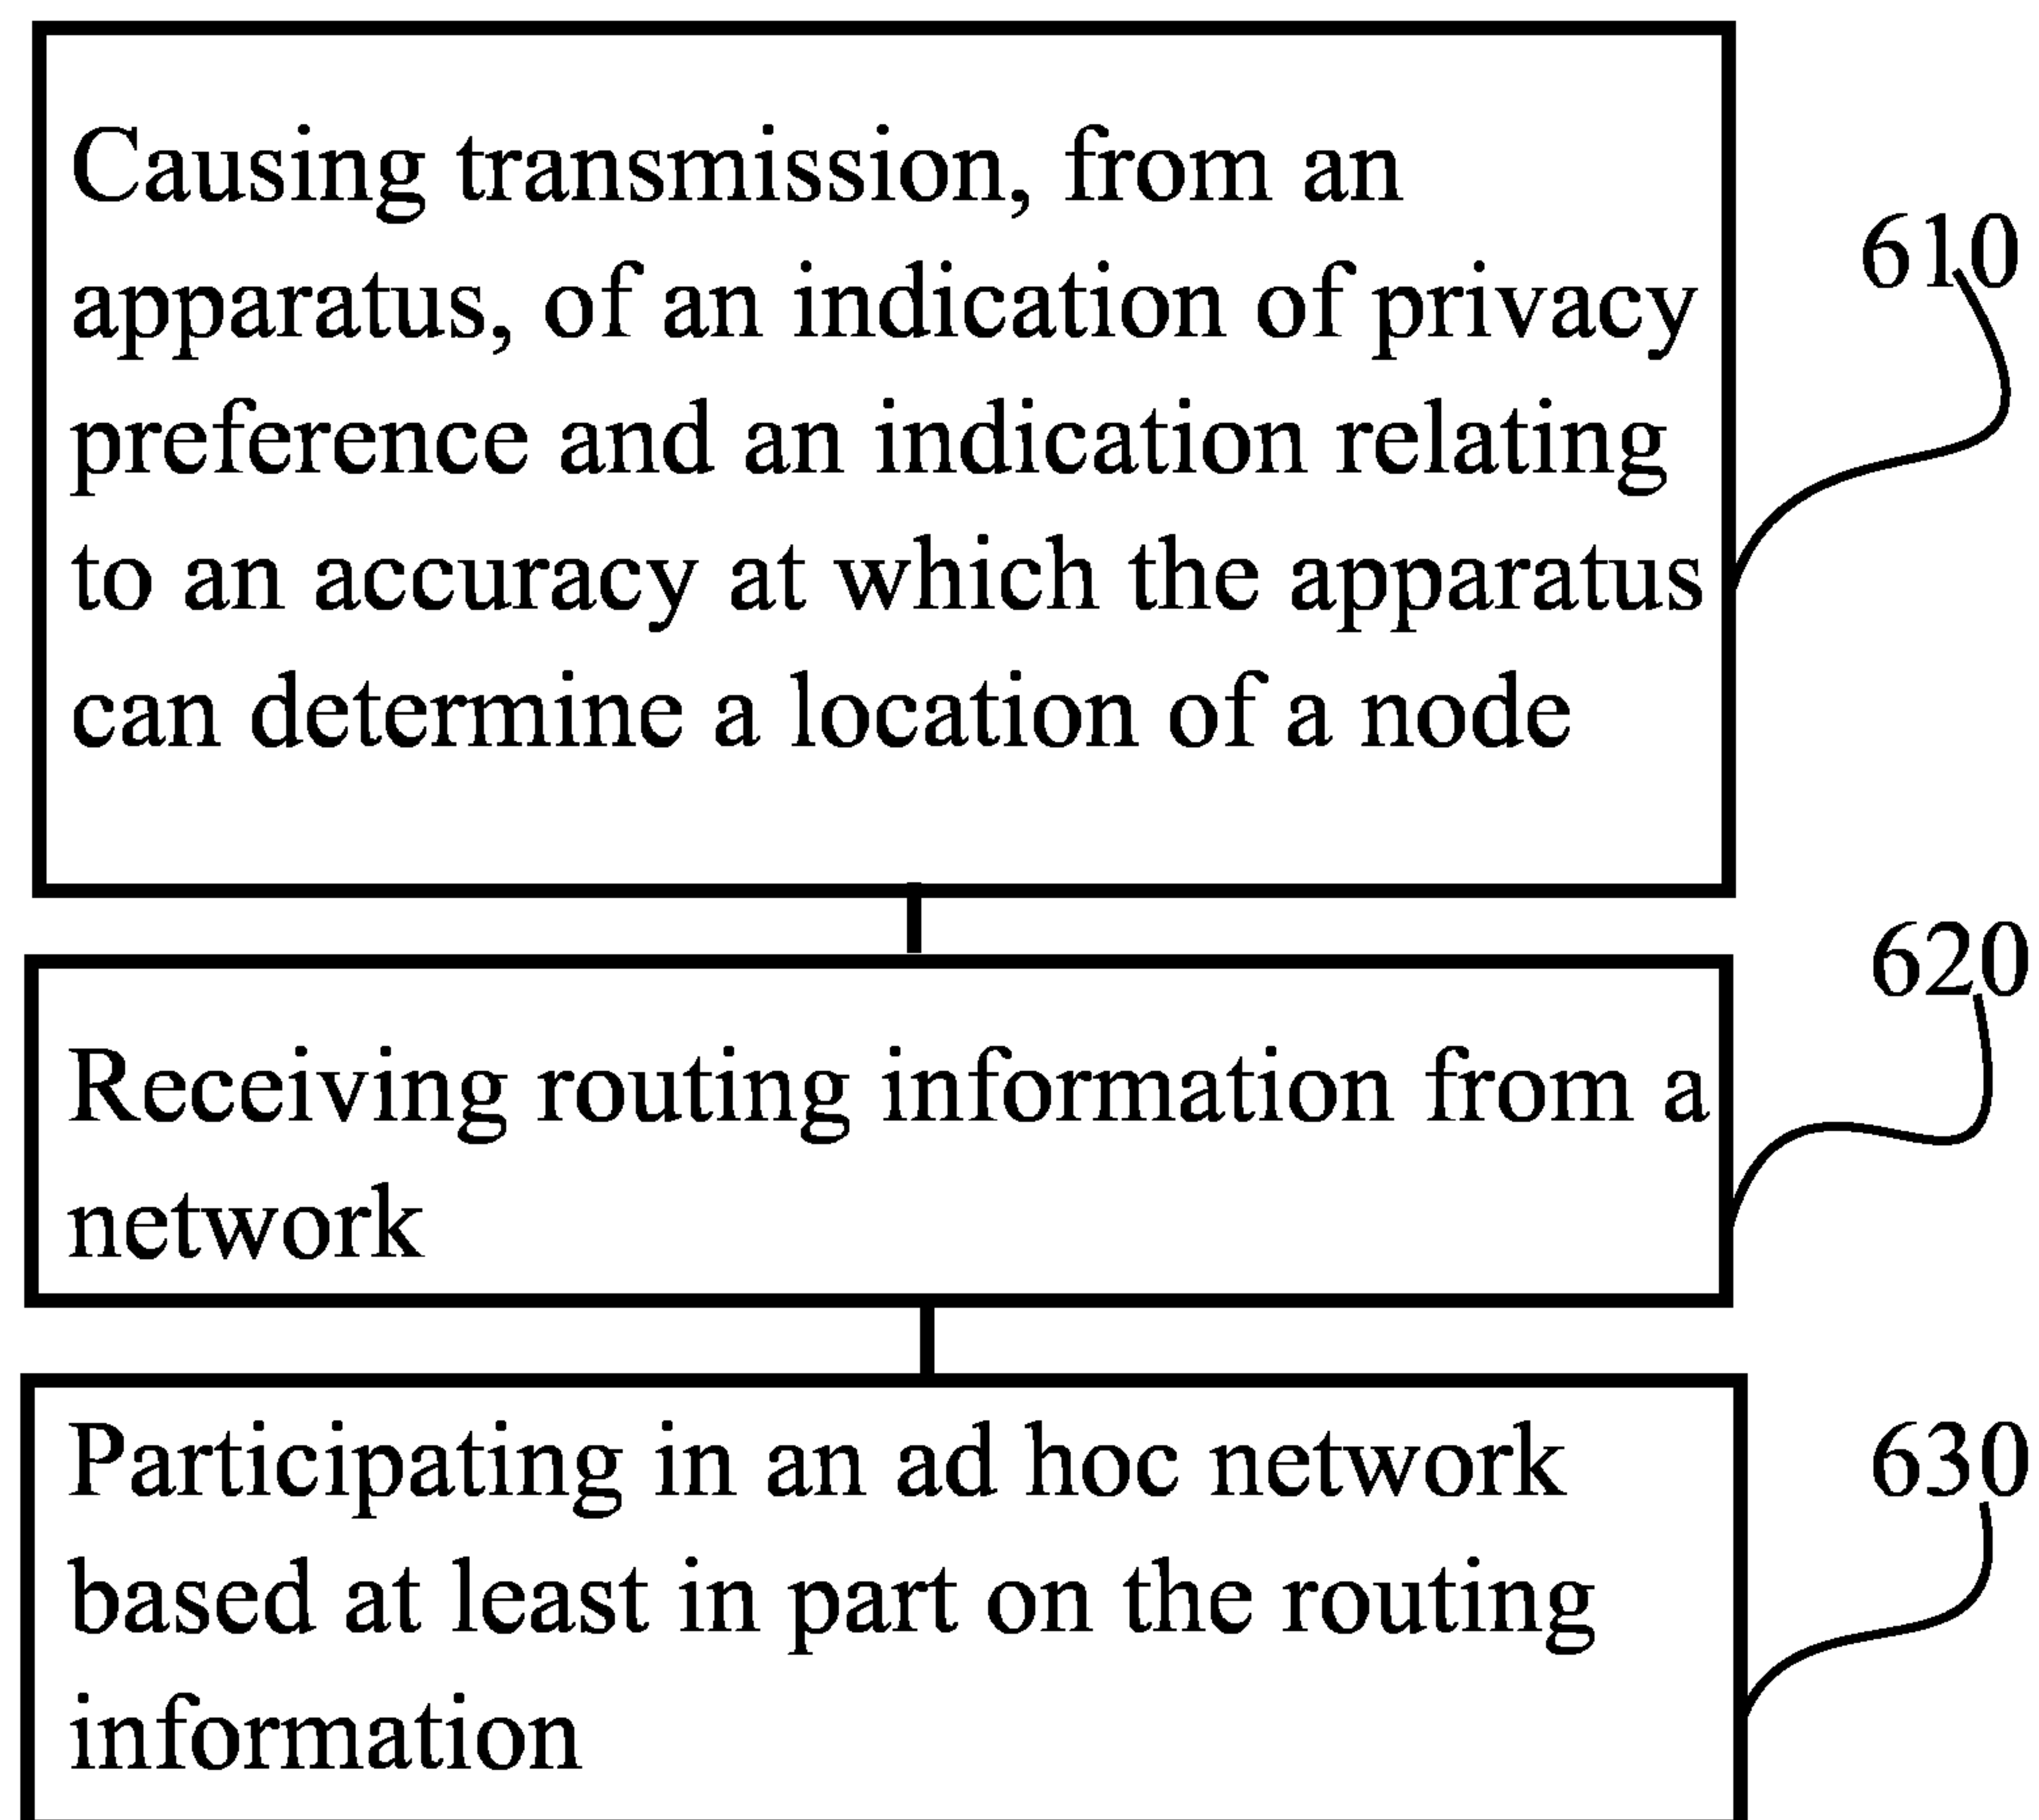 Causing transmission, from an
apparatus, of an indication of privacy
preference and an indication relating
to an accuracy at which the apparatus
can determine a location of a node
610
Receiving routing information from a
network
620
Participating in an ad hoc network
based at least in part on the routing
information
630